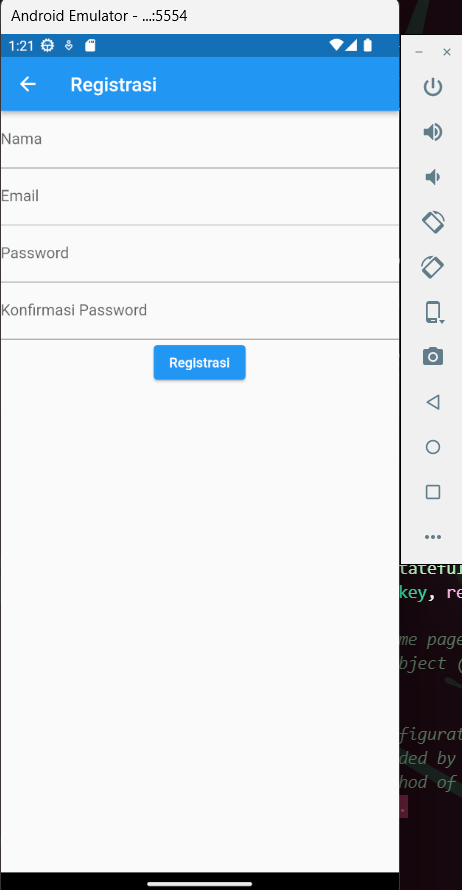 Android Emulator - ...:5554
1:21
Registrasi
Nama
Email
Password
Konfirmasi Password
Registrasi
key, re
me page
bject (
figurat
ded by
hod of